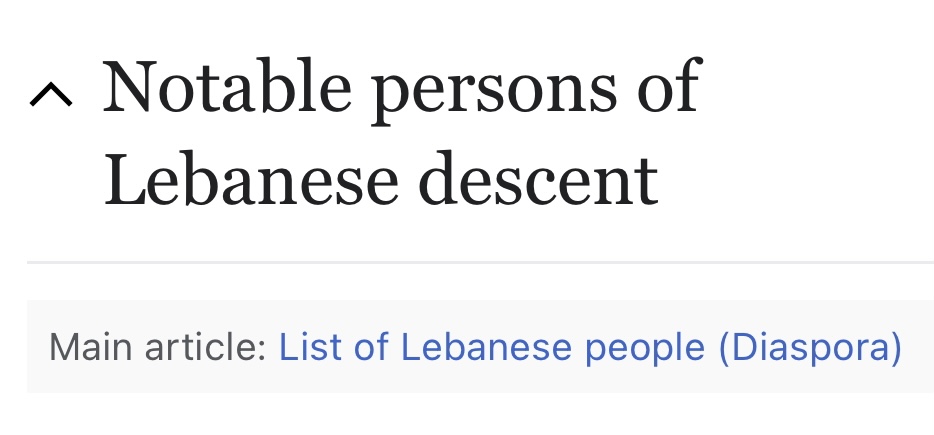 Notable persons of
Lebanese descent
Main article: List of Lebanese people (Diaspora)